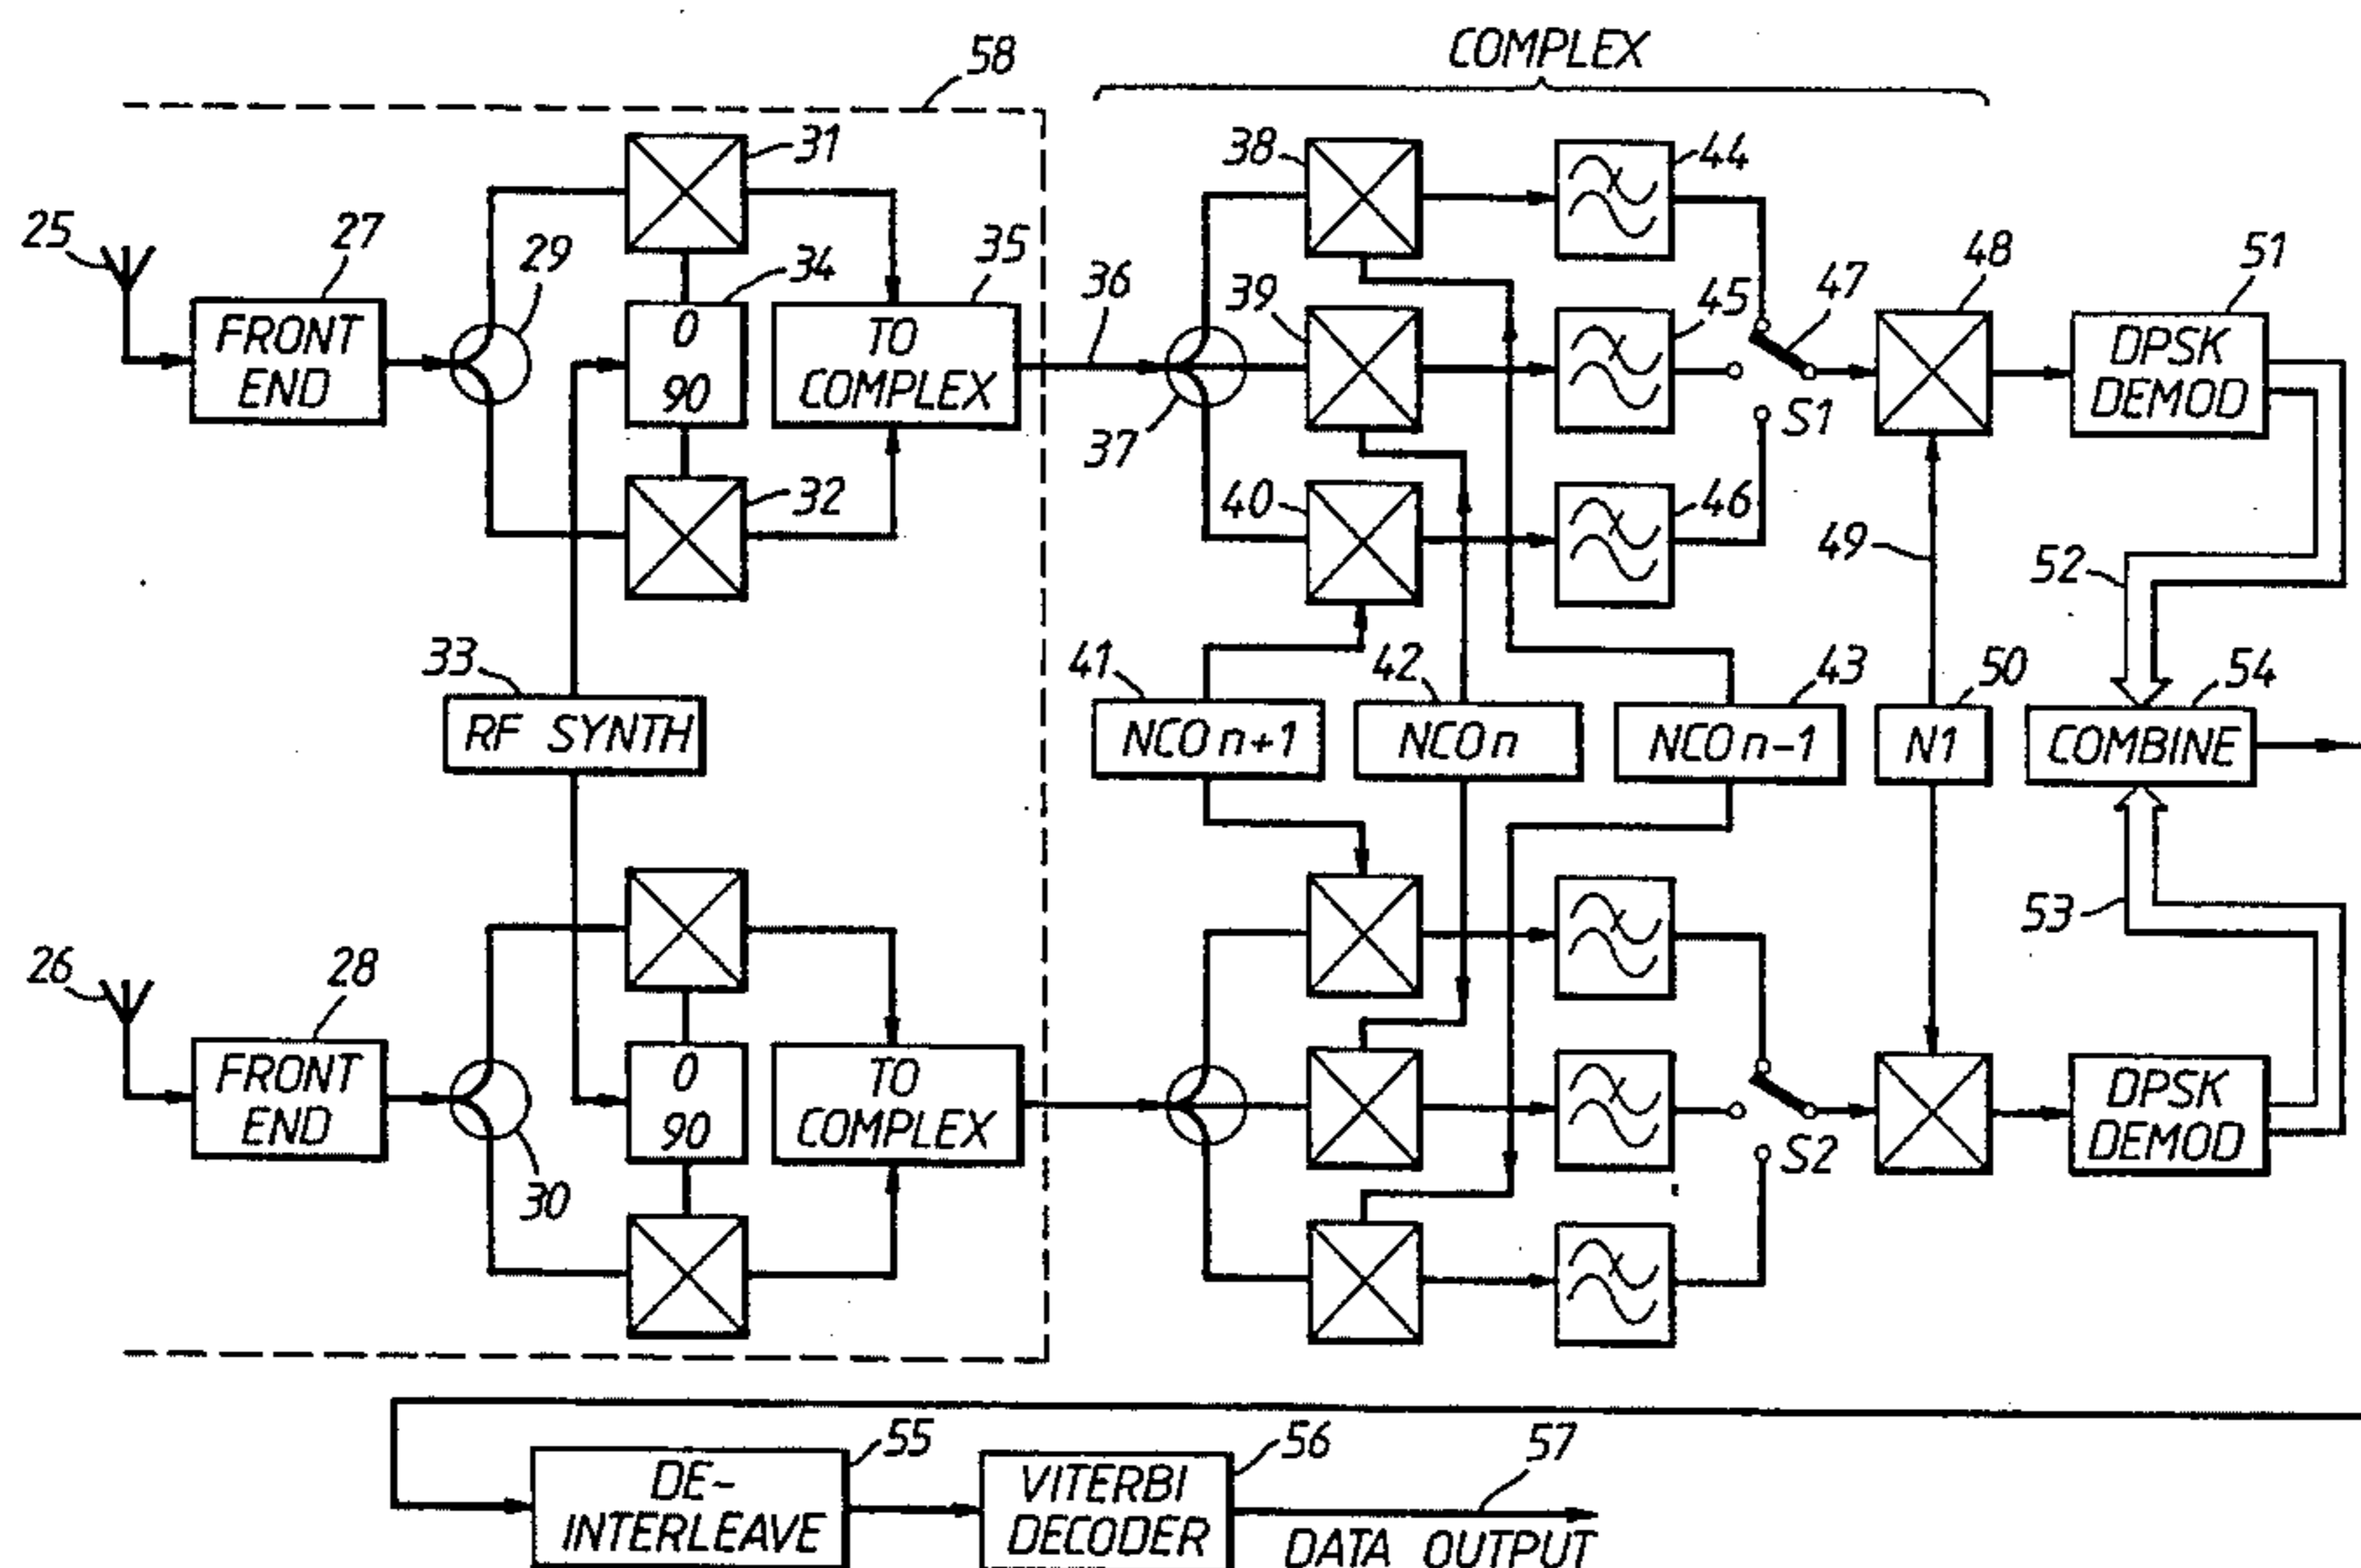 COMPLEX
58
31
38
44
25
27
29
34
35
36
39
45
47
48
51
FRONT
END
0
90
TO
COMPLEX
DPSK
DEMOD
37
S1
32
40
46
49
52
33
41
42
43
50
54
RF SYNTH
NCO n+1
NCO n
NCO n-1
N1
COMBINE
53
26
28
FRONT
END
0
90
TO
COMPLEX
S2
DPSK
DEMOD
30
55
56
57
DE-
INTERLEAVE
VITERBI
DECODER
DATA OUTPUT